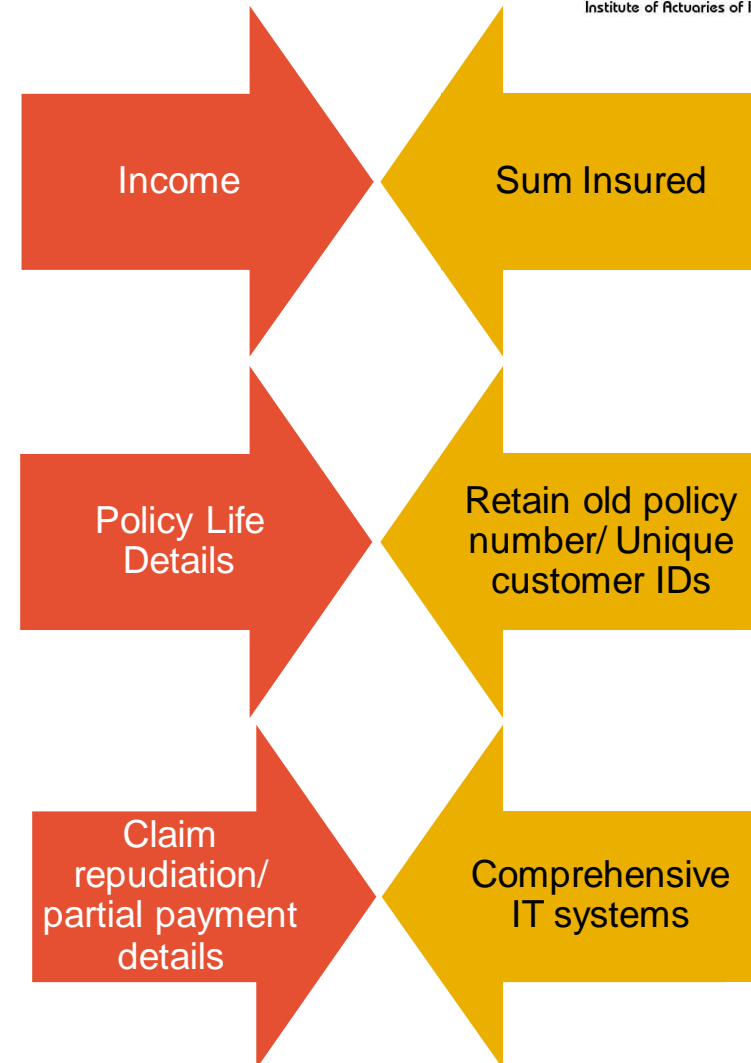 Institute of Actuaries of I
Income
Sum Insured
Policy Life
Details
Retain old policy
number/ Unique
customer IDs
Claim
repudiation/
partial payment
details
Comprehensive
IT systems